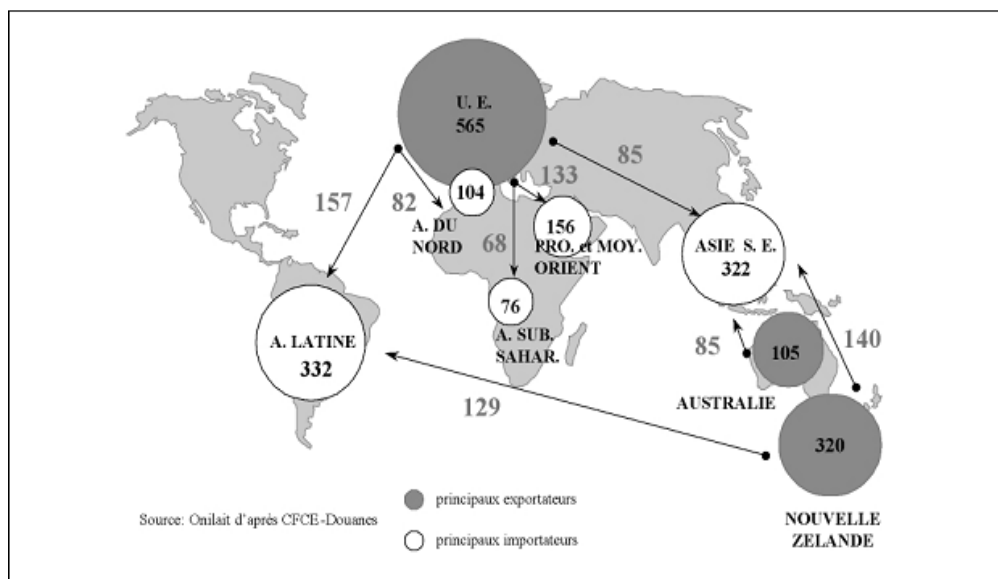 U. E.
565
157
82
104
133
85
A. DU
NORD
68
156
PRO. et MOY.
ORIENT
ASIE S. E.
322
76
A. SUB.
SAHAR.
A. LATINE
332
129
85
105
140
AUSTRALIE
320
NOUVELLE
ZELANDE
principaux exportateurs
Source: Onilait d'après CFCE-Douanes
principaux importateurs